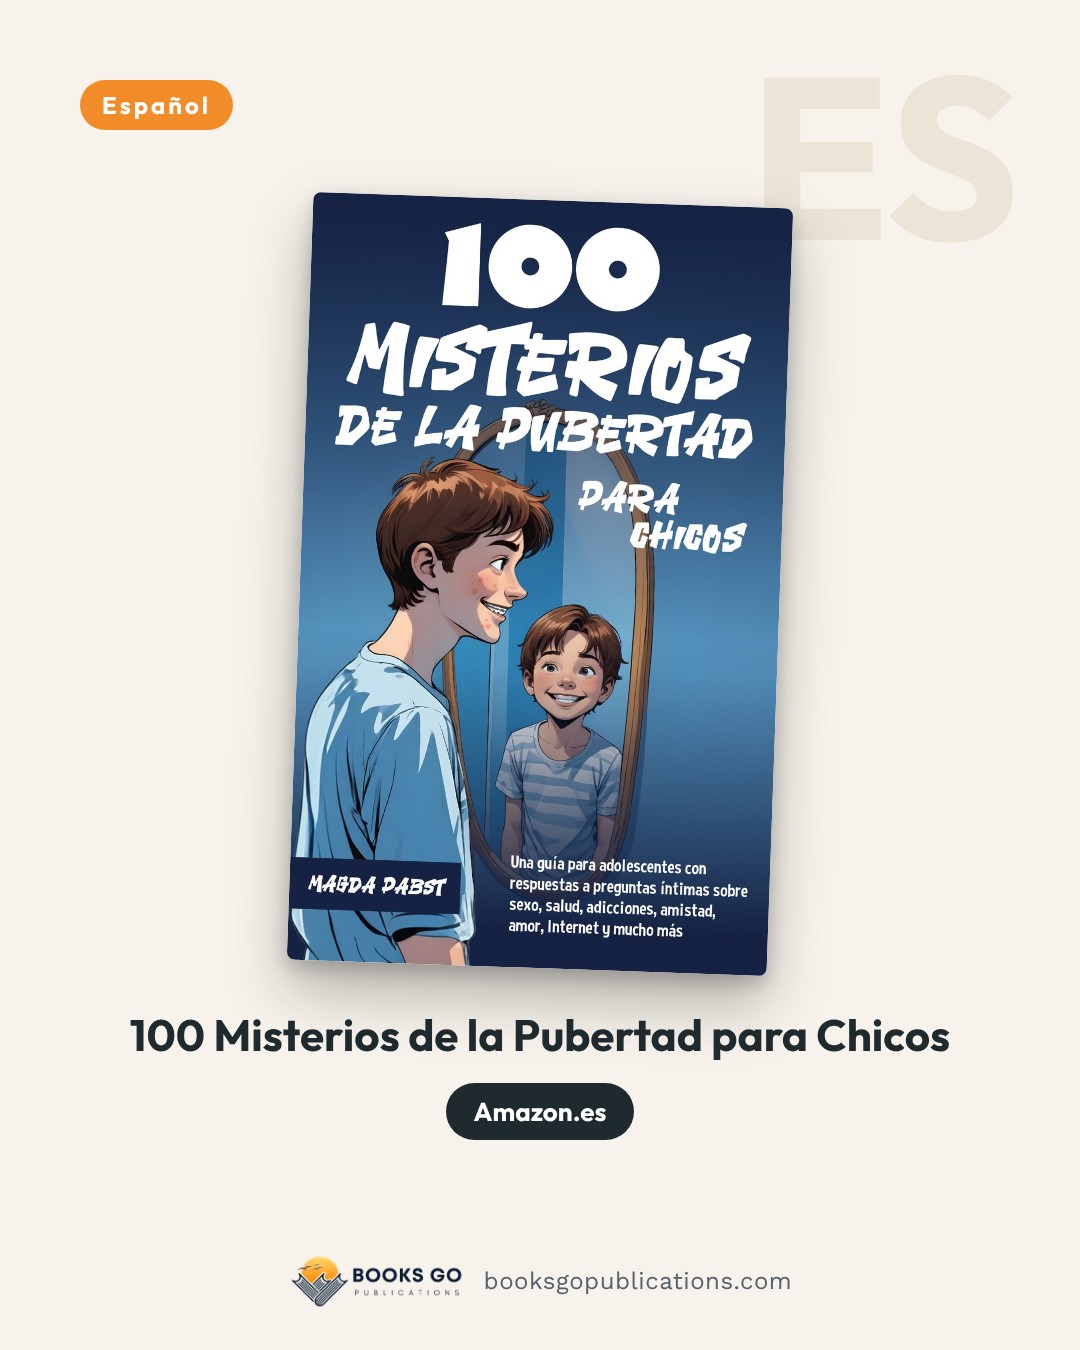 Español
ES
100
MISTERIOS
DE LA PUBERTAD
PARA
CHICOS
MAGDA PABST
Una guía para adolescentes con
respuestas a preguntas íntimas sobre
sexo, salud, adicciones, amistad,
amor, Internet y mucho más
100 Misterios de la Pubertad para Chicos
Amazon.es
BOOKS GO
PUBLICATIONS
booksgopublications.com